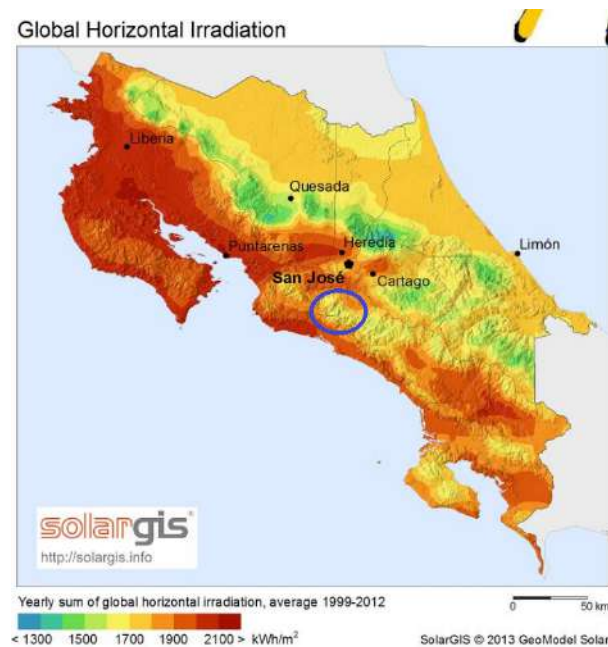 Global Horizontal Irradiation
Liberia
Quesada
Puntarenas
Heredia
Limón
San José
Cartago
solargis®
http://solargis.info
Yearly sum of global horizontal irradiation, average 1999-2012
0 50 km
< 1300 1500 1700 1900 2100 > kWh/m²
SolarGIS © 2013 GeoModel Solar